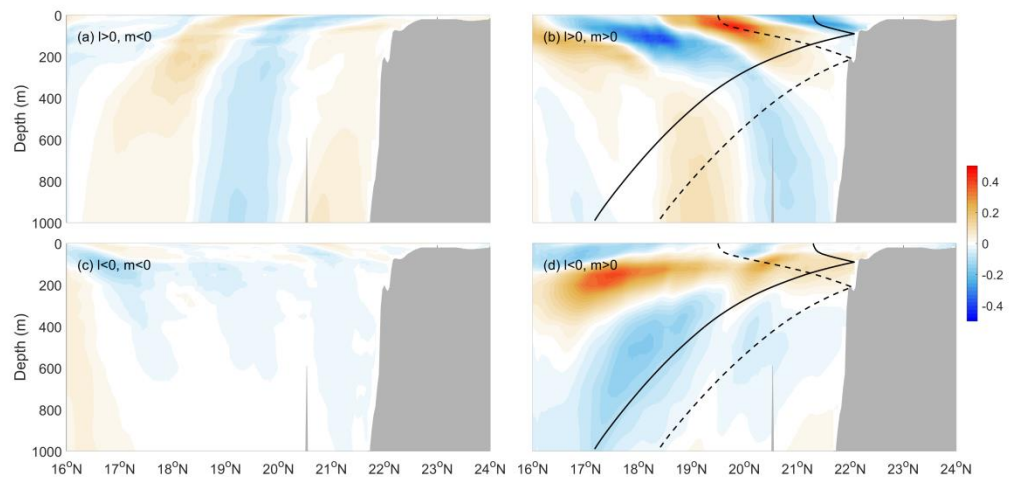 0
200
400
600
800
1000
Depth (m)
(a) l>0, m<0
(b) l>0, m>0
0
200
400
600
800
1000
Depth (m)
(c) l<0, m<0
(d) l<0, m>0
0.4
0.2
0
-0.2
-0.4
16°N 17°N 18°N 19°N 20°N 21°N 22°N 23°N 24°N
16°N 17°N 18°N 19°N 20°N 21°N 22°N 23°N 24°N